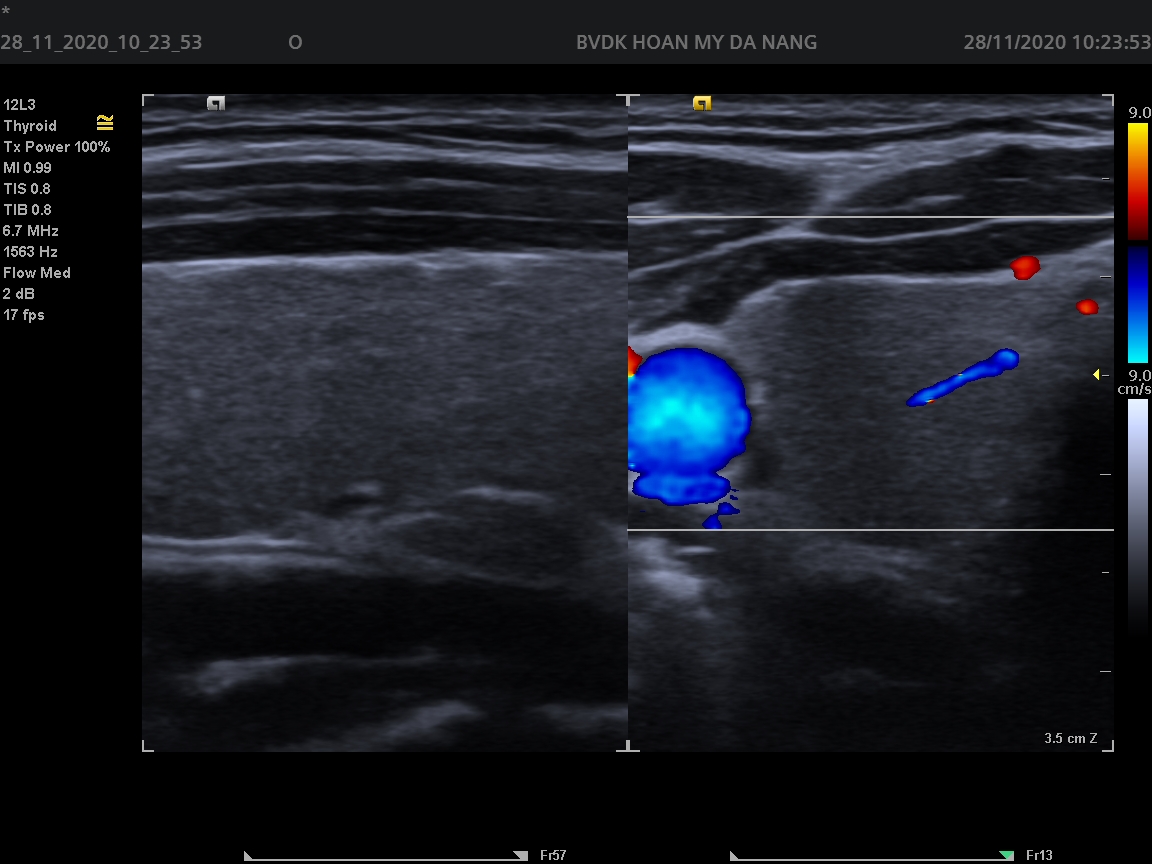 *
28_11_2020_10_23_53 O BVDK HOAN MY DA NANG 28/11/2020 10:23:53
12L3
Thyroid
Tx Power 100%
MI 0.99
TIS 0.8
TIB 0.8
6.7 MHz
1563 Hz
Flow Med
2 dB
17 fps
9.0
9.0
cm/s
3.5 cm Z
Fr57 Fr13